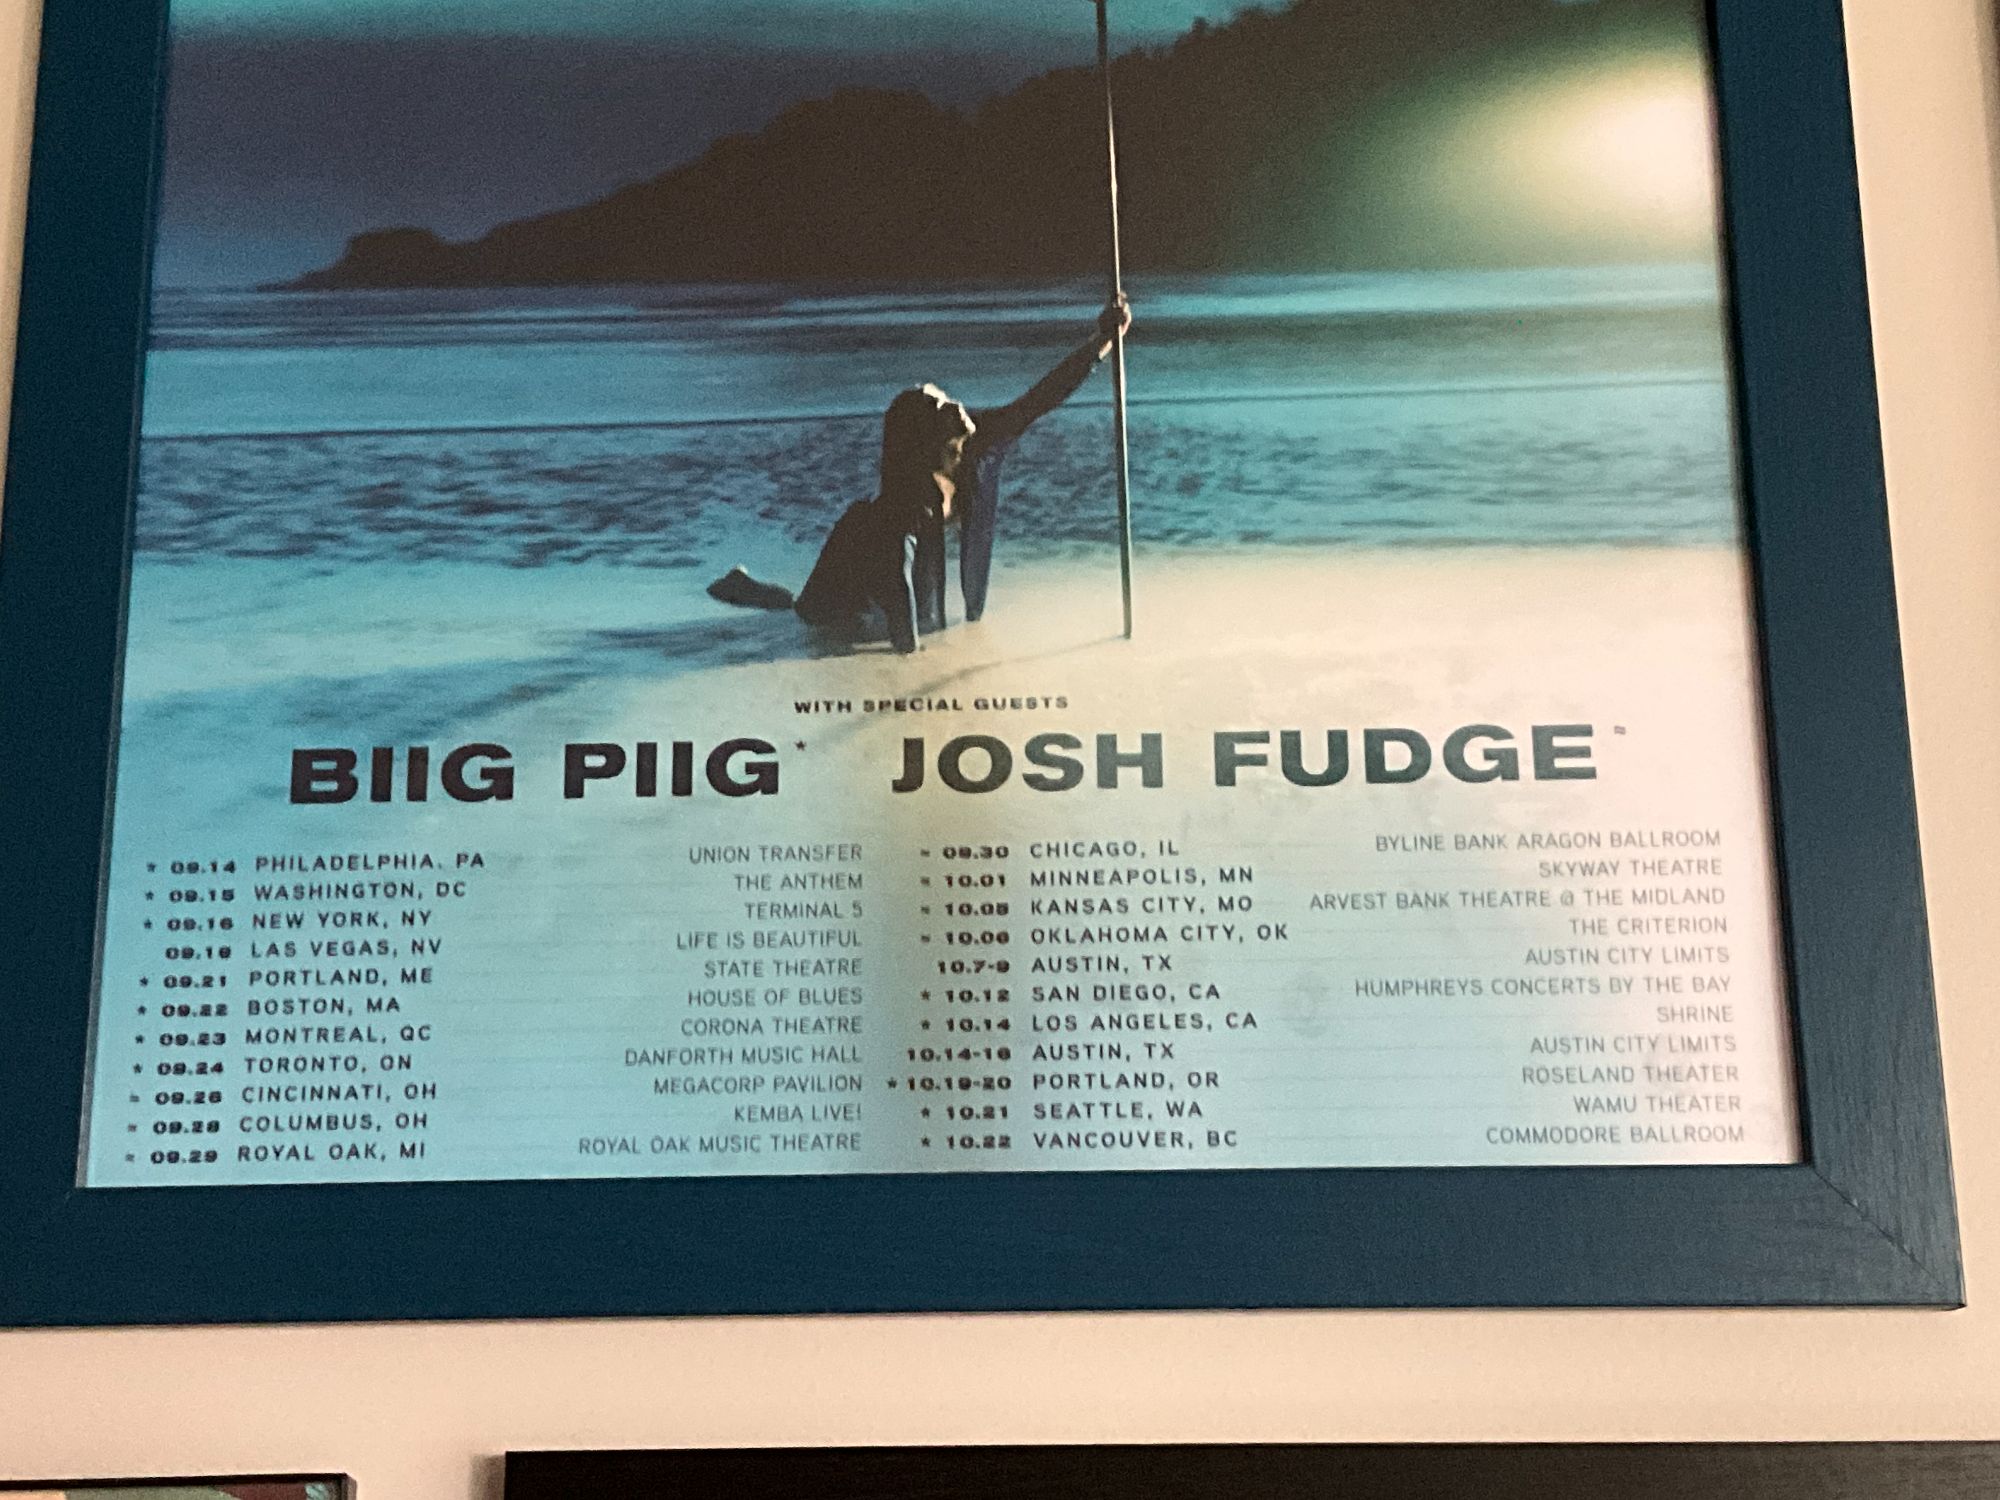 WITH SPECIAL GUESTS
BIIG PIIG* JOSH FUDGE≈
* 09.14 PHILADELPHIA, PA UNION TRANSFER
* 09.15 WASHINGTON, DC THE ANTHEM
* 09.16 NEW YORK, NY TERMINAL 5
09.18 LAS VEGAS, NV LIFE IS BEAUTIFUL
* 09.21 PORTLAND, ME STATE THEATRE
* 09.22 BOSTON, MA HOUSE OF BLUES
* 09.23 MONTREAL, QC CORONA THEATRE
* 09.24 TORONTO, ON DANFORTH MUSIC HALL
≈ 09.26 CINCINNATI, OH MEGACORP PAVILION
≈ 09.28 COLUMBUS, OH KEMBA LIVE!
≈ 09.29 ROYAL OAK, MI ROYAL OAK MUSIC THEATRE
≈ 09.30 CHICAGO, IL BYLINE BANK ARAGON BALLROOM
≈ 10.01 MINNEAPOLIS, MN SKYWAY THEATRE
≈ 10.05 KANSAS CITY, MO ARVEST BANK THEATRE @ THE MIDLAND
≈ 10.06 OKLAHOMA CITY, OK THE CRITERION
10.7-9 AUSTIN, TX AUSTIN CITY LIMITS
* 10.12 SAN DIEGO, CA HUMPHREYS CONCERTS BY THE BAY
* 10.14 LOS ANGELES, CA SHRINE
10.14-16 AUSTIN, TX AUSTIN CITY LIMITS
* 10.19-20 PORTLAND, OR ROSELAND THEATER
* 10.21 SEATTLE, WA WAMU THEATER
* 10.22 VANCOUVER, BC COMMODORE BALLROOM